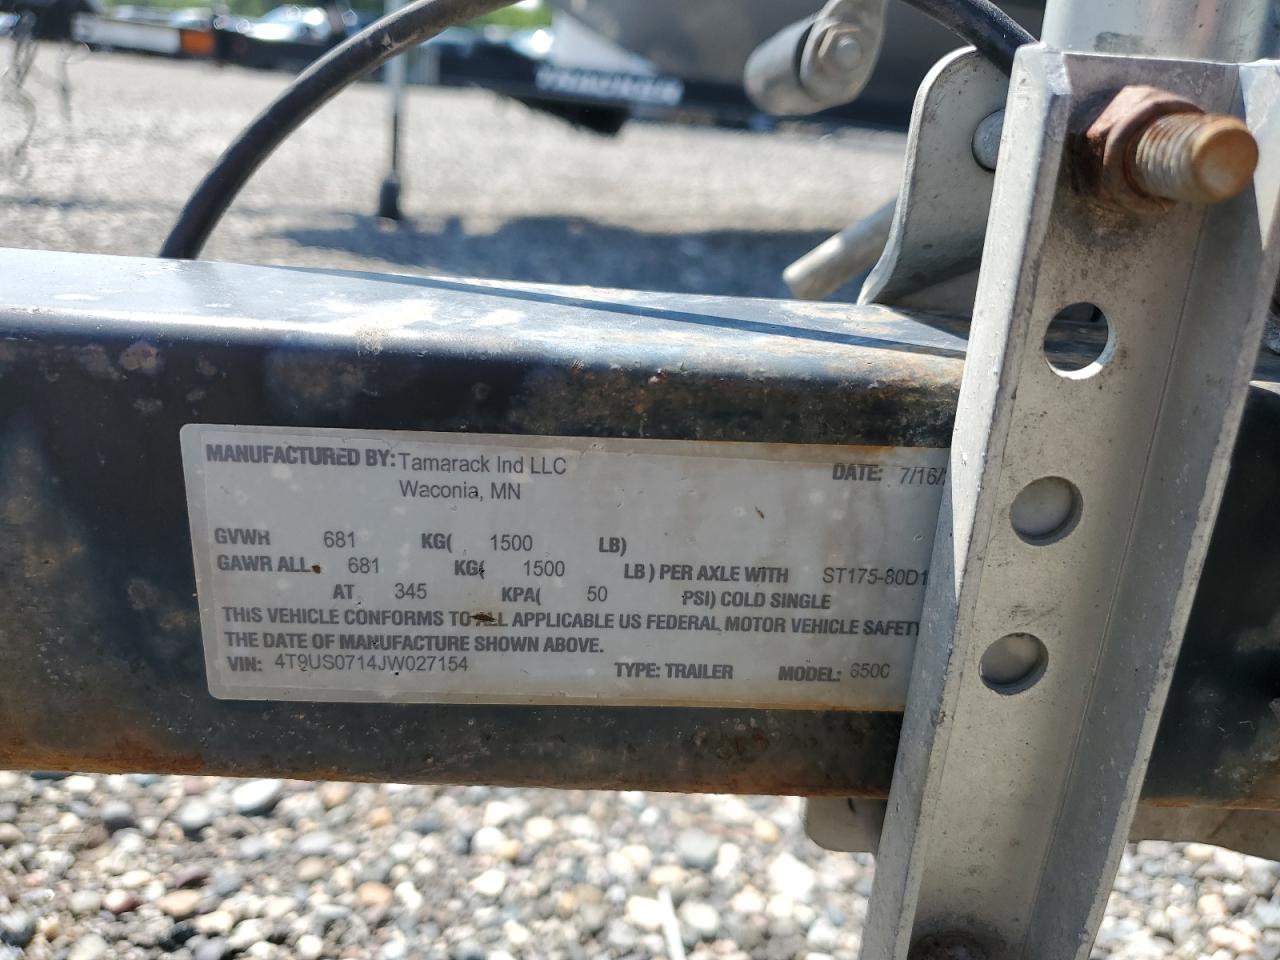 TRACKER
MANUFACTURED BY: Tamarack Ind LLC DATE: 7/16/
Waconia, MN
GVWR 681 KG( 1500 LB)
GAWR ALL 681 KG( 1500 LB) PER AXLE WITH ST175-80D1
AT 345 KPA( 50 PSI) COLD SINGLE
THIS VEHICLE CONFORMS TO ALL APPLICABLE US FEDERAL MOTOR VEHICLE SAFETY
THE DATE OF MANUFACTURE SHOWN ABOVE.
VIN: 4T9US0714JW027154 TYPE: TRAILER MODEL: 6500